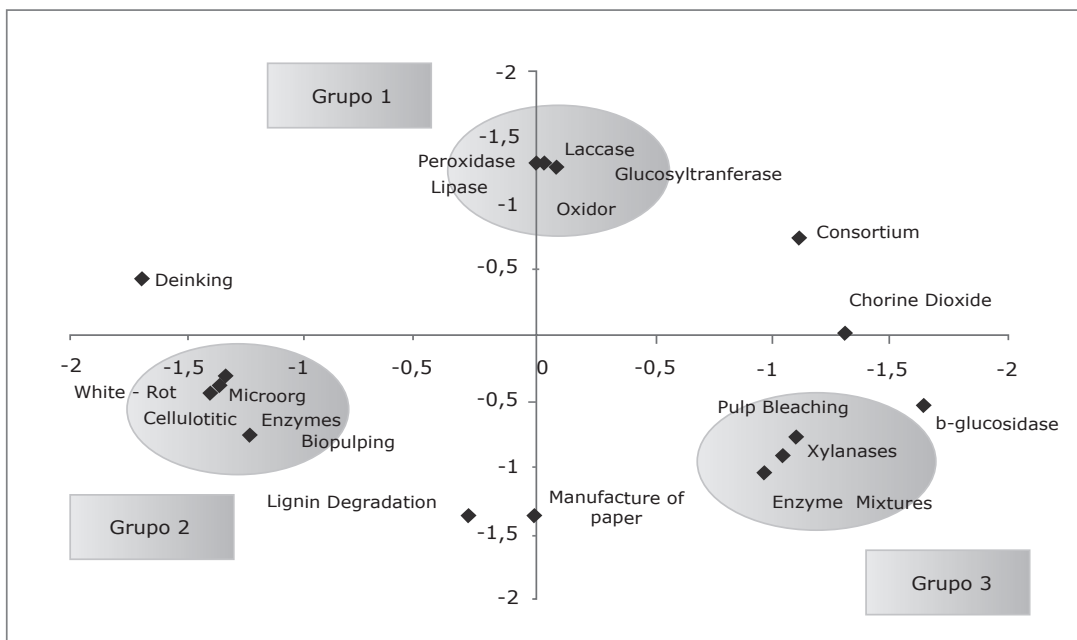 -2
Grupo 1
-1,5
Laccase
Peroxidase
Glucosyltranferase
Lipase
-1
Oxidor
Consortium
-0,5
Deinking
Chorine Dioxide
-2
-1,5
-1
-0,5
0
-0,5
-1
-1,5
-2
White - Rot
Microorg
Cellulotitic
Enzymes
Biopulping
-0,5
Pulp Bleaching
b-glucosidase
Xylanases
-1
Lignin Degradation
Manufacture of
paper
Enzyme Mixtures
-1,5
Grupo 2
Grupo 3
-2